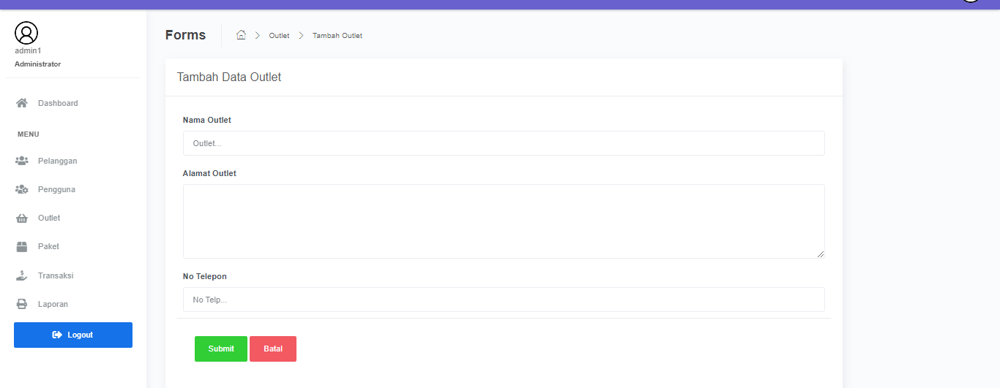 admin1
Administrator
Dashboard
MENU
Pelanggan
Pengguna
Outlet
Paket
Transaksi
Laporan
Logout
Forms
Outlet
Tambah Outlet
Tambah Data Outlet
Nama Outlet
Outlet...
Alamat Outlet
No Telepon
No Telp...
Submit Batal